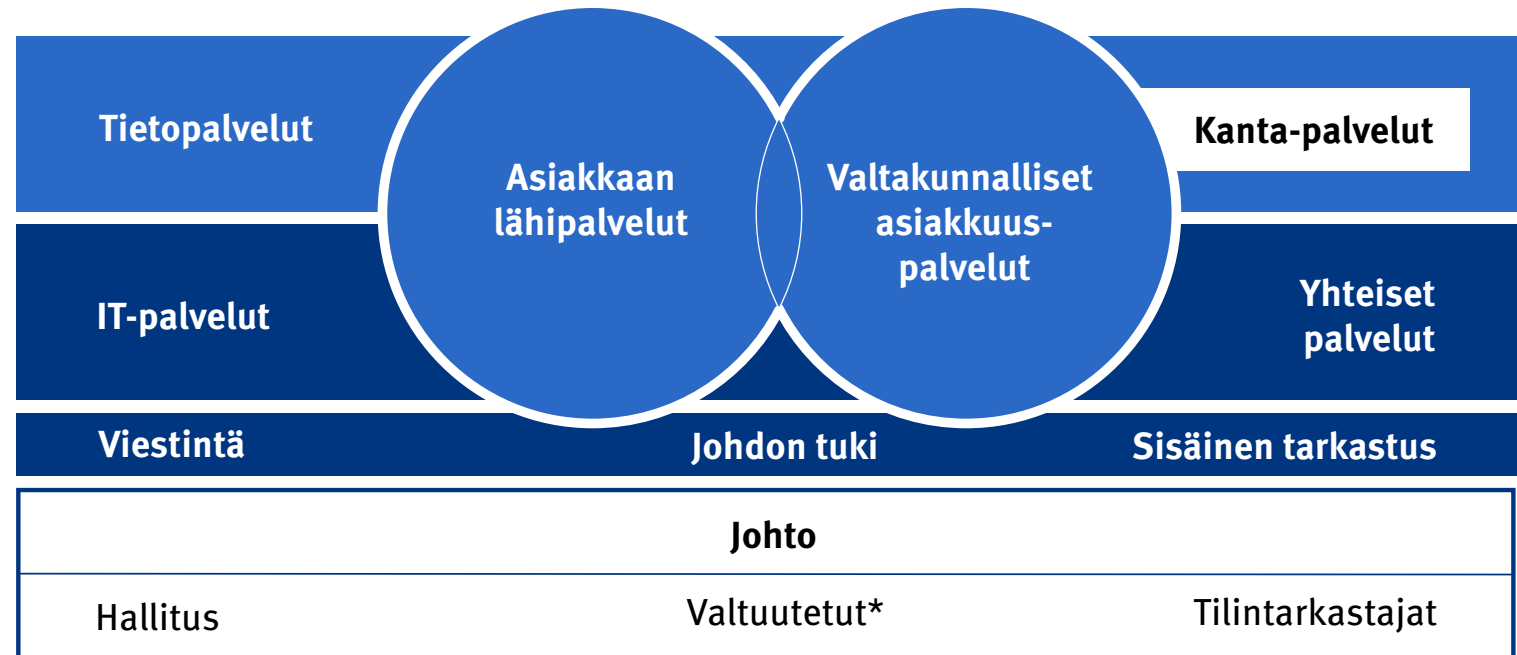 Tietopalvelut
Asiakkaan
lähipalvelut
Valtakunnalliset
asiakkuus-
palvelut
Kanta-palvelut
IT-palvelut
Yhteiset
palvelut
Viestintä
Johdon tuki
Sisäinen tarkastus
Johto
Hallitus
Valtuutetut*
Tilintarkastajat